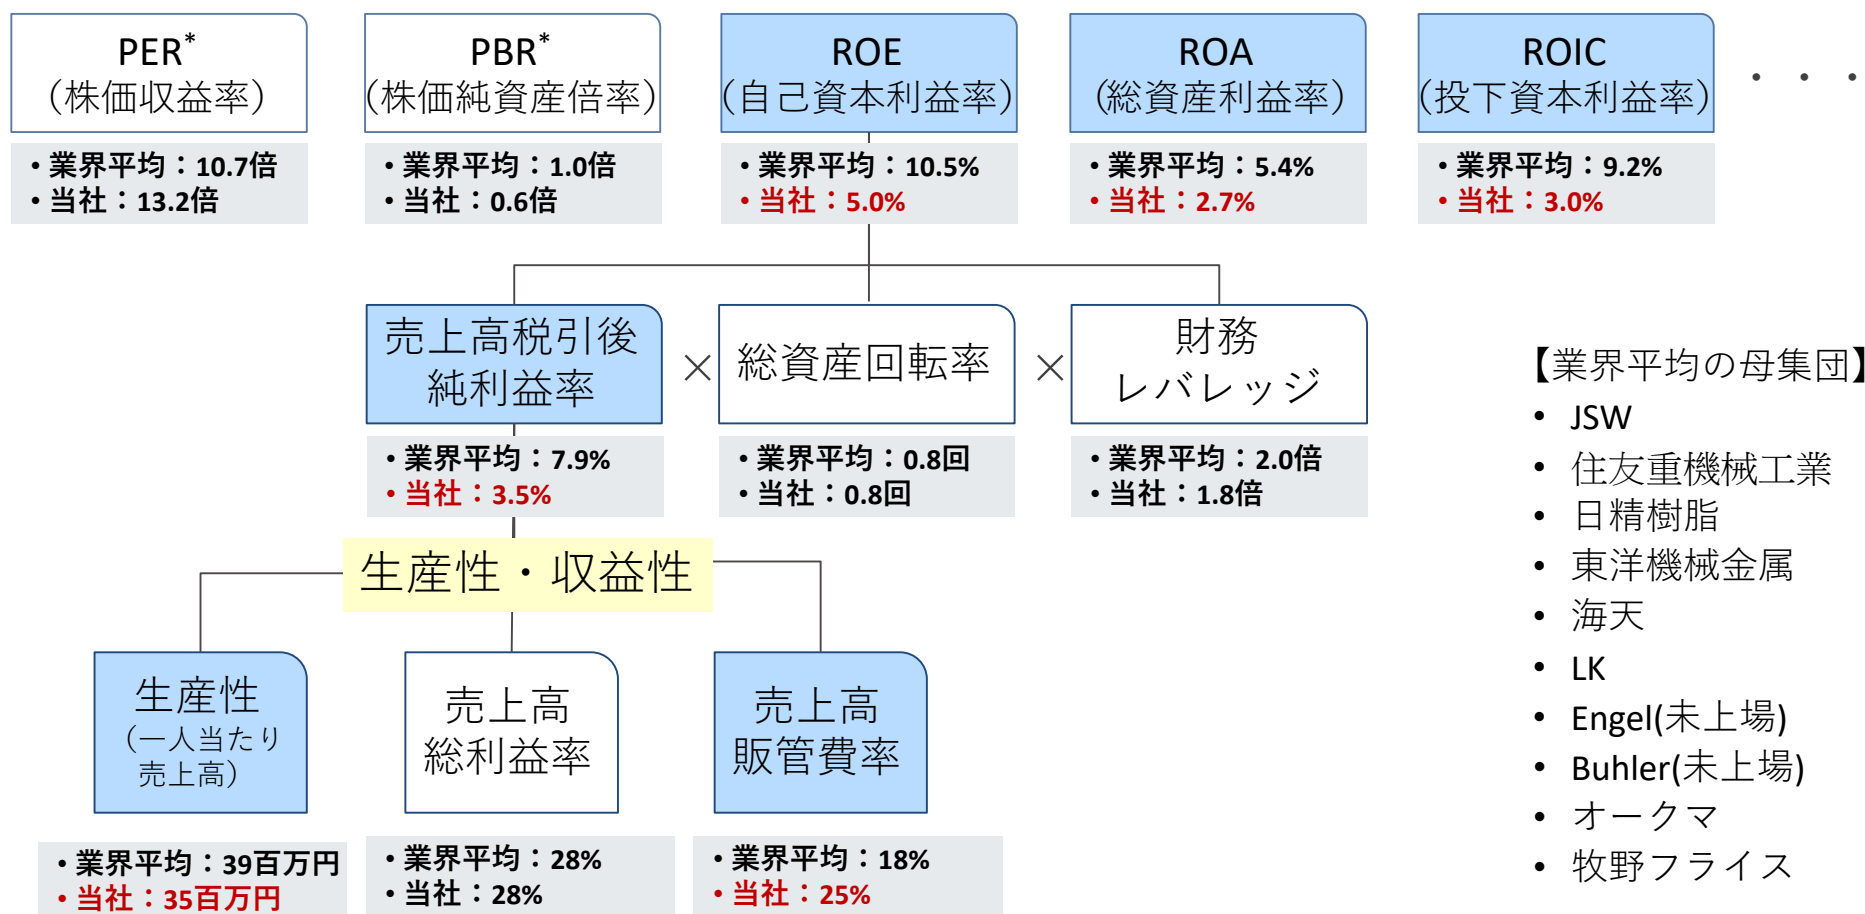 PER*
(株価収益率)
・業界平均：10.7倍
・当社：13.2倍
PBR*
(株価純資産倍率)
・業界平均：1.0倍
・当社：0.6倍
ROE
(自己資本利益率)
・業界平均：10.5%
・当社：5.0%
ROA
(総資産利益率)
・業界平均：5.4%
・当社：2.7%
ROIC
(投下資本利益率)
・業界平均：9.2%
・当社：3.0%
・・・
売上高税引後
純利益率
・業界平均：7.9%
・当社：3.5%
×
総資産回転率
・業界平均：0.8回
・当社：0.8回
×
財務
レバレッジ
・業界平均：2.0倍
・当社：1.8倍
生産性・収益性
生産性
(一人当たり
売上高)
・業界平均：39百万円
・当社：35百万円
売上高
総利益率
・業界平均：28%
・当社：28%
売上高
販管費率
・業界平均：18%
・当社：25%
【業界平均の母集団】
• JSW
• 住友重機械工業
• 日精樹脂
• 東洋機械金属
• 海天
• LK
• Engel(未上場)
• Buhler(未上場)
• オークマ
• 牧野フライス